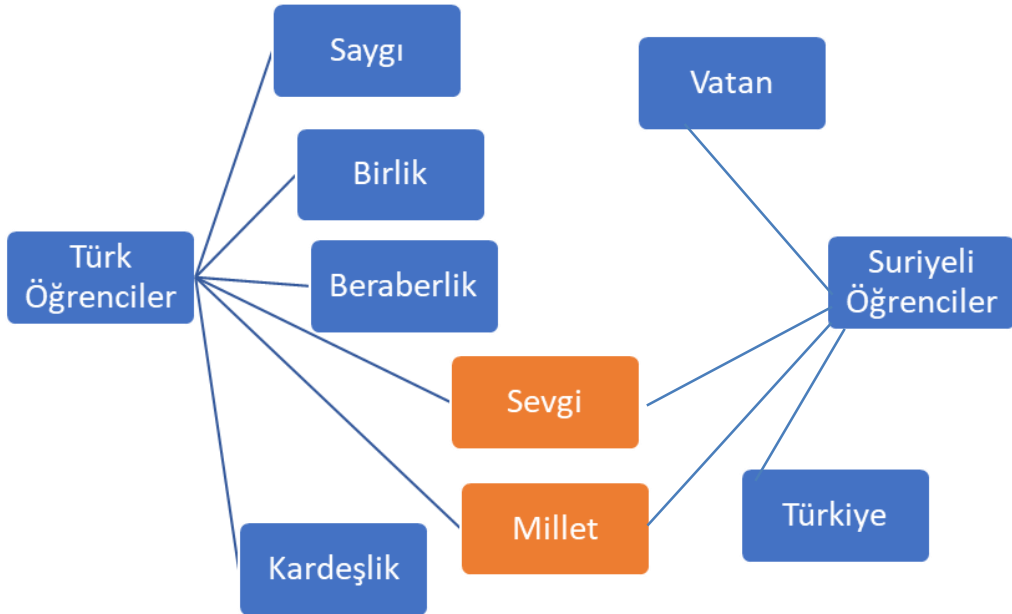 Saygı
Vatan
Birlik
Türk
Öğrenciler
Beraberlik
Suriyeli
Öğrenciler
Sevgi
Millet
Türkiye
Kardeşlik